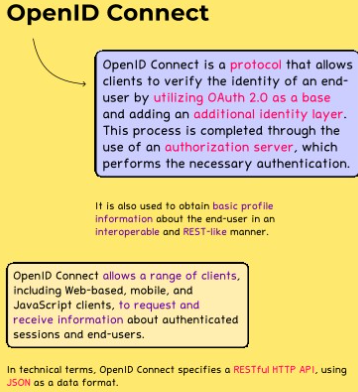 OpenID Connect
OpenID Connect is a protocol that allows
clients to verify the identity of an end-
user by utilizing OAuth 2.0 as a base
and adding an additional identity layer.
This process is completed through the
use of an authorization server, which
performs the necessary authentication.
It is also used to obtain basic profile
information about the end-user in an
interoperable and REST-like manner.
OpenID Connect allows a range of clients,
including Web-based, mobile, and
JavaScript clients, to request and
receive information about authenticated
sessions and end-users.
In technical terms, OpenID Connect specifies a RESTful HTTP API, using
JSON as a data format.